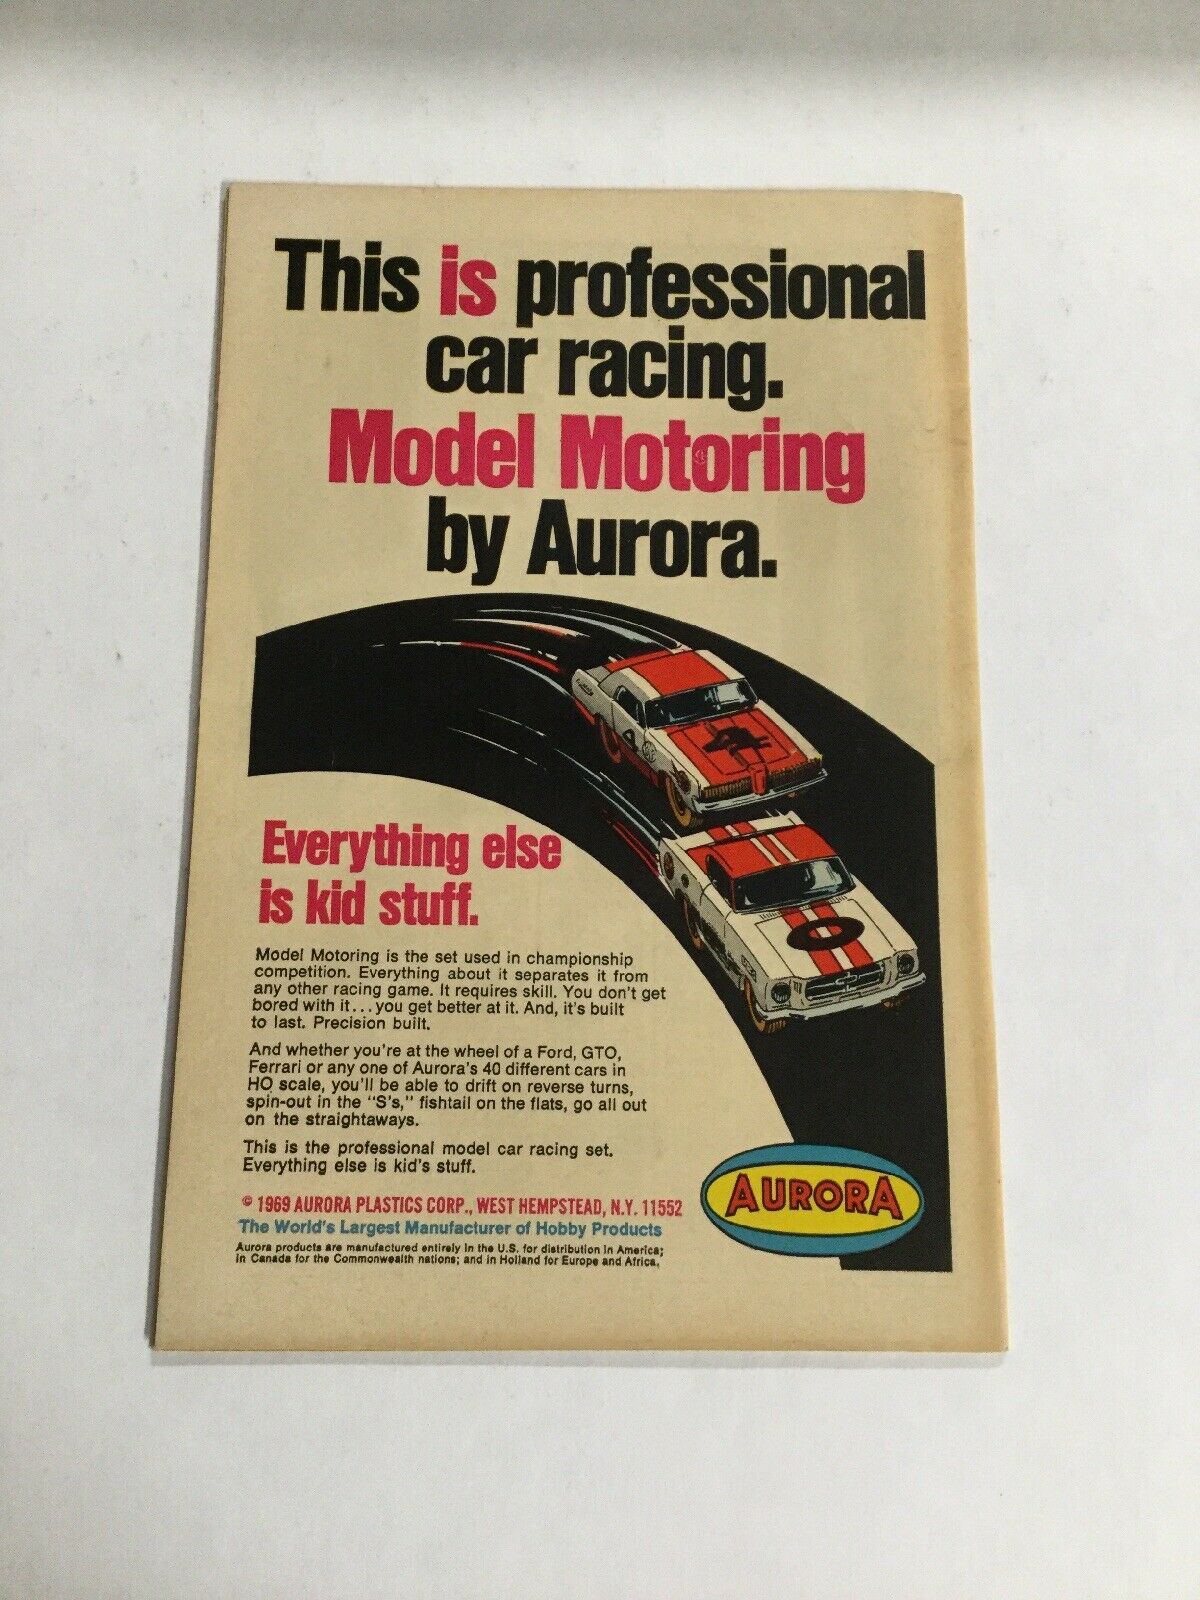 This is professional
car racing.
Model Motoring
by Aurora.
4
0
Everything else
is kid stuff.
Model Motoring is the set used in championship
competition. Everything about it separates it from
any other racing game. It requires skill. You don't get
bored with it...you get better at it. And, it's built
to last. Precision built.
And whether you're at the wheel of a Ford, GTO,
Ferrari or any one of Aurora's 40 different cars in
HO scale, you'll be able to drift on reverse turns,
spin-out in the "S's," fishtail on the flats, go all out
on the straightaways.
This is the professional model car racing set.
Everything else is kid's stuff.
© 1969 AURORA PLASTICS CORP., WEST HEMPSTEAD, N.Y. 11552
The World's Largest Manufacturer of Hobby Products
Aurora products are manufactured entirely in the U.S. for distribution in America;
in Canada for the Commonwealth nations; and in Holland for Europe and Africa.
AURORA